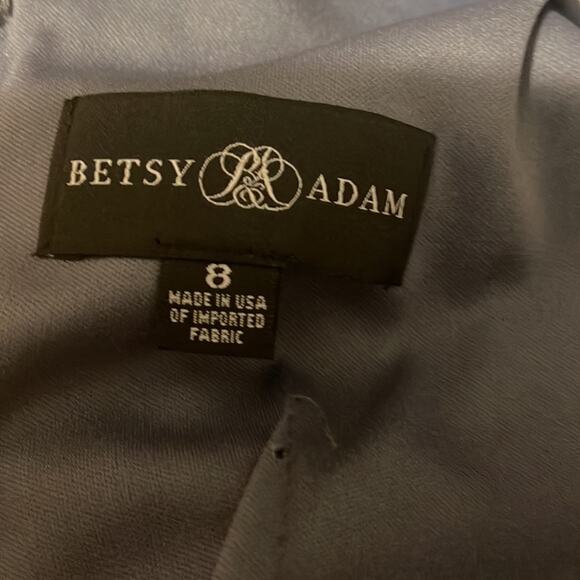 BETSY B&A ADAM
8
MADE IN USA
OF IMPORTED
FABRIC